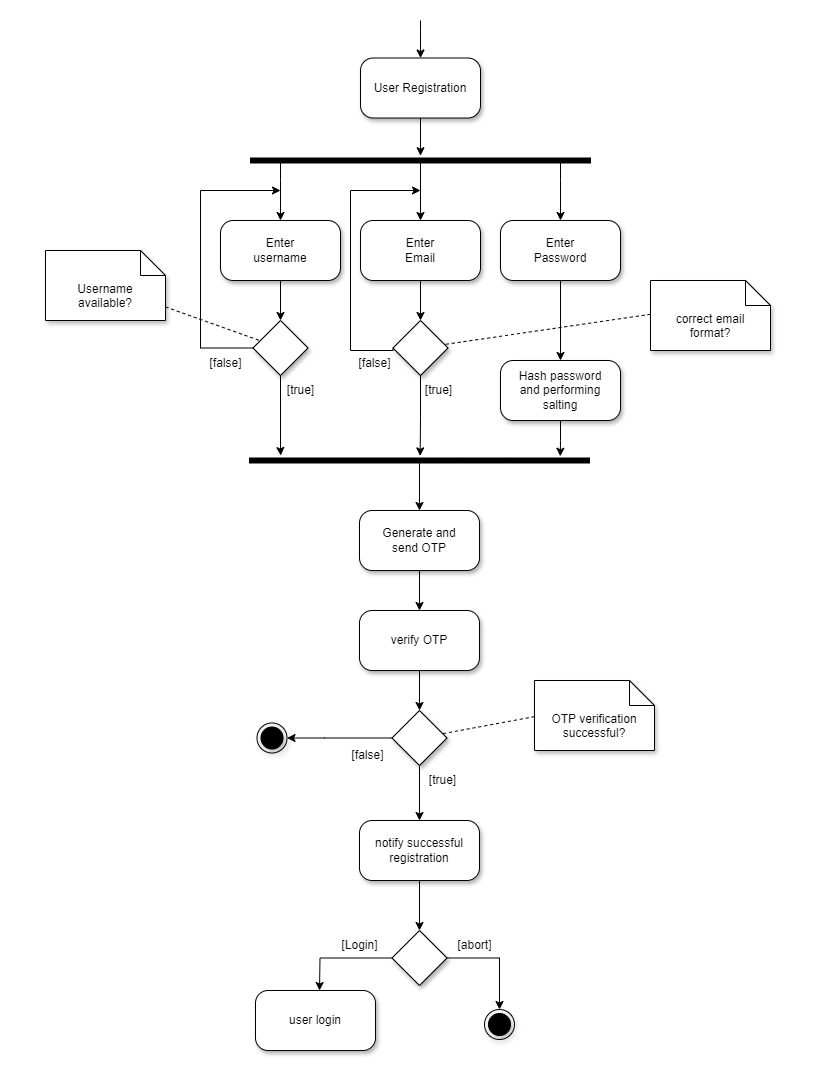 User Registration
Enter
username
Enter
Email
Enter
Password
Username
available?
correct email
format?
[false]
[false]
[true]
[true]
Hash password
and performing
salting
Generate and
send OTP
verify OTP
OTP verification
successful?
[false]
[true]
notify successful
registration
[Login]
[abort]
user login